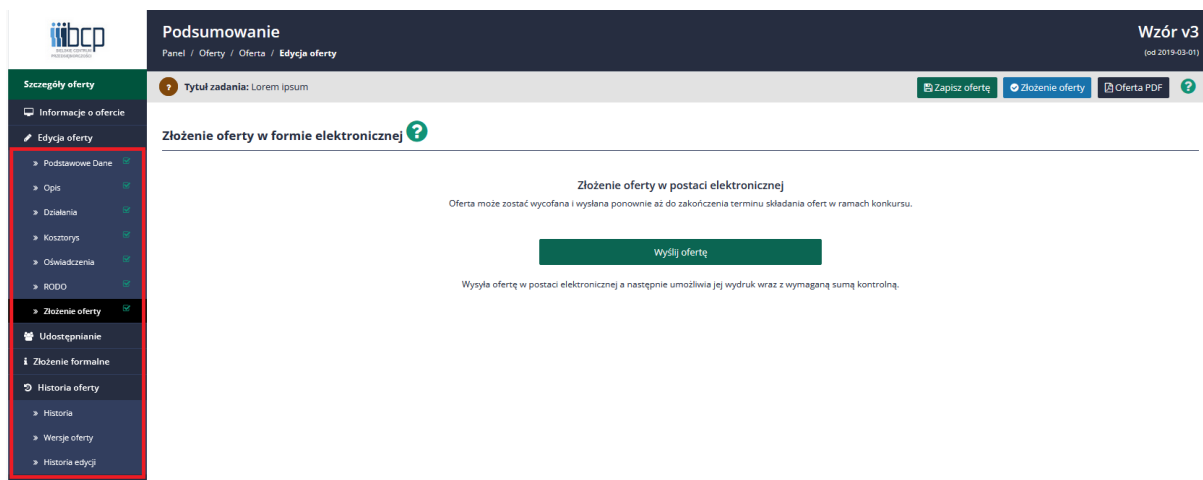 bcp
Podsumowanie
Panel / Oferty / Oferta / Edycja oferty
Wzór v3
(od 2019-03-01)
Szczegóły oferty
Tytuł zadania: Lorem ipsum
Zapisz ofertę
Złożenie oferty
Oferta PDF
Informacje o ofercie
Edycja oferty
» Podstawowe Dane
» Opis
» Działania
» Kosztorys
» Oświadczenia
» RODO
» Złożenie oferty
Udostępnianie
Złożenie formalne
Historia oferty
» Historia
» Wersje oferty
» Historia edycji
Złożenie oferty w formie elektronicznej
Złożenie oferty w postaci elektronicznej
Oferta może zostać wycofana i wysłana ponownie aż do zakończenia terminu składania ofert w ramach konkursu.
Wyślij ofertę
Wysyła ofertę w postaci elektronicznej a następnie umożliwia jej wydruk wraz z wymaganą sumą kontrolną.